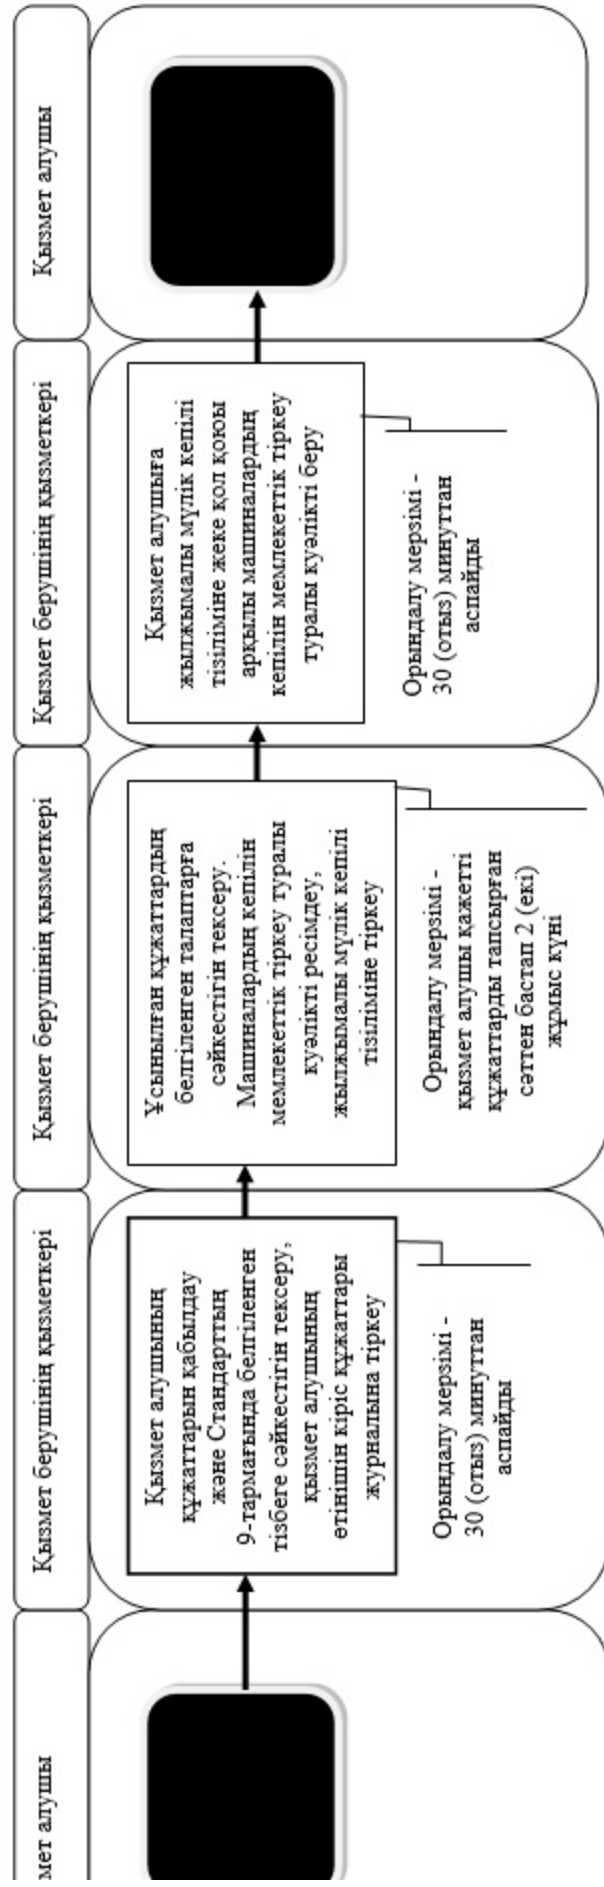 мет алушы
Қызмет берушінің қызметкері
Қызмет берушінің қызметкері
Қызмет берушінің қызметкері
Қызмет алушы
Қызмет алушының
құжаттарын қабылдау
және Стандарттың
9-тармағында белгіленген
тізбеге сәйкестігін тексеру,
қызмет алушының
өтінішін кіріс құжаттары
журналына тіркеу
Орындалу мерзімі -
30 (отыз) минуттан
аспайды
Ұсынылған құжаттардың
белгіленген талаптарға
сәйкестігін тексеру.
Машиналардың кепілін
мемлекеттік тіркеу туралы
куәлікті ресімдеу,
жылжымалы мүлік кепілі
тізіліміне тіркеу
Орындалу мерзімі -
қызмет алушы қажетті
құжаттарды тапсырған
сәттен бастап 2 (екі)
жұмыс күні
Қызмет алушыға
жылжымалы мүлік кепілі
тізіліміне жеке қол қоюы
арқылы машиналардың
кепілін мемлекеттік тіркеу
туралы куәлікті беру
Орындалу мерзімі -
30 (отыз) минуттан
аспайды